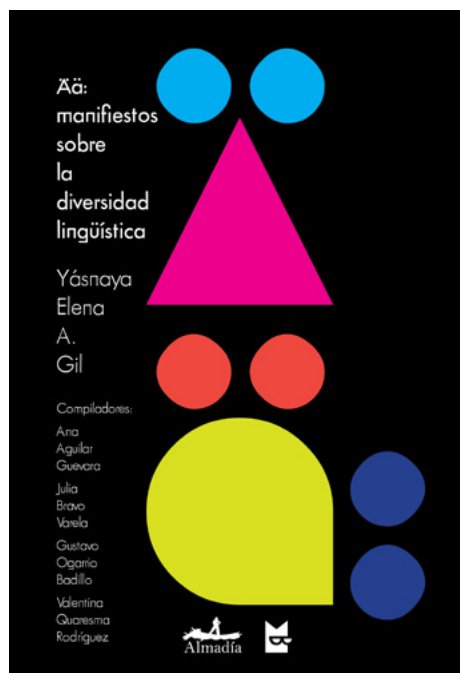 Ää:
manifiestos
sobre
la
diversidad
lingüística
Yásnaya
Elena
A.
Gil
Compiladores:
Ana
Aguilar
Guevara
Julia
Bravo
Varela
Gustavo
Ogarrio
Badillo
Valentina
Quaresma
Rodríguez
Almadía